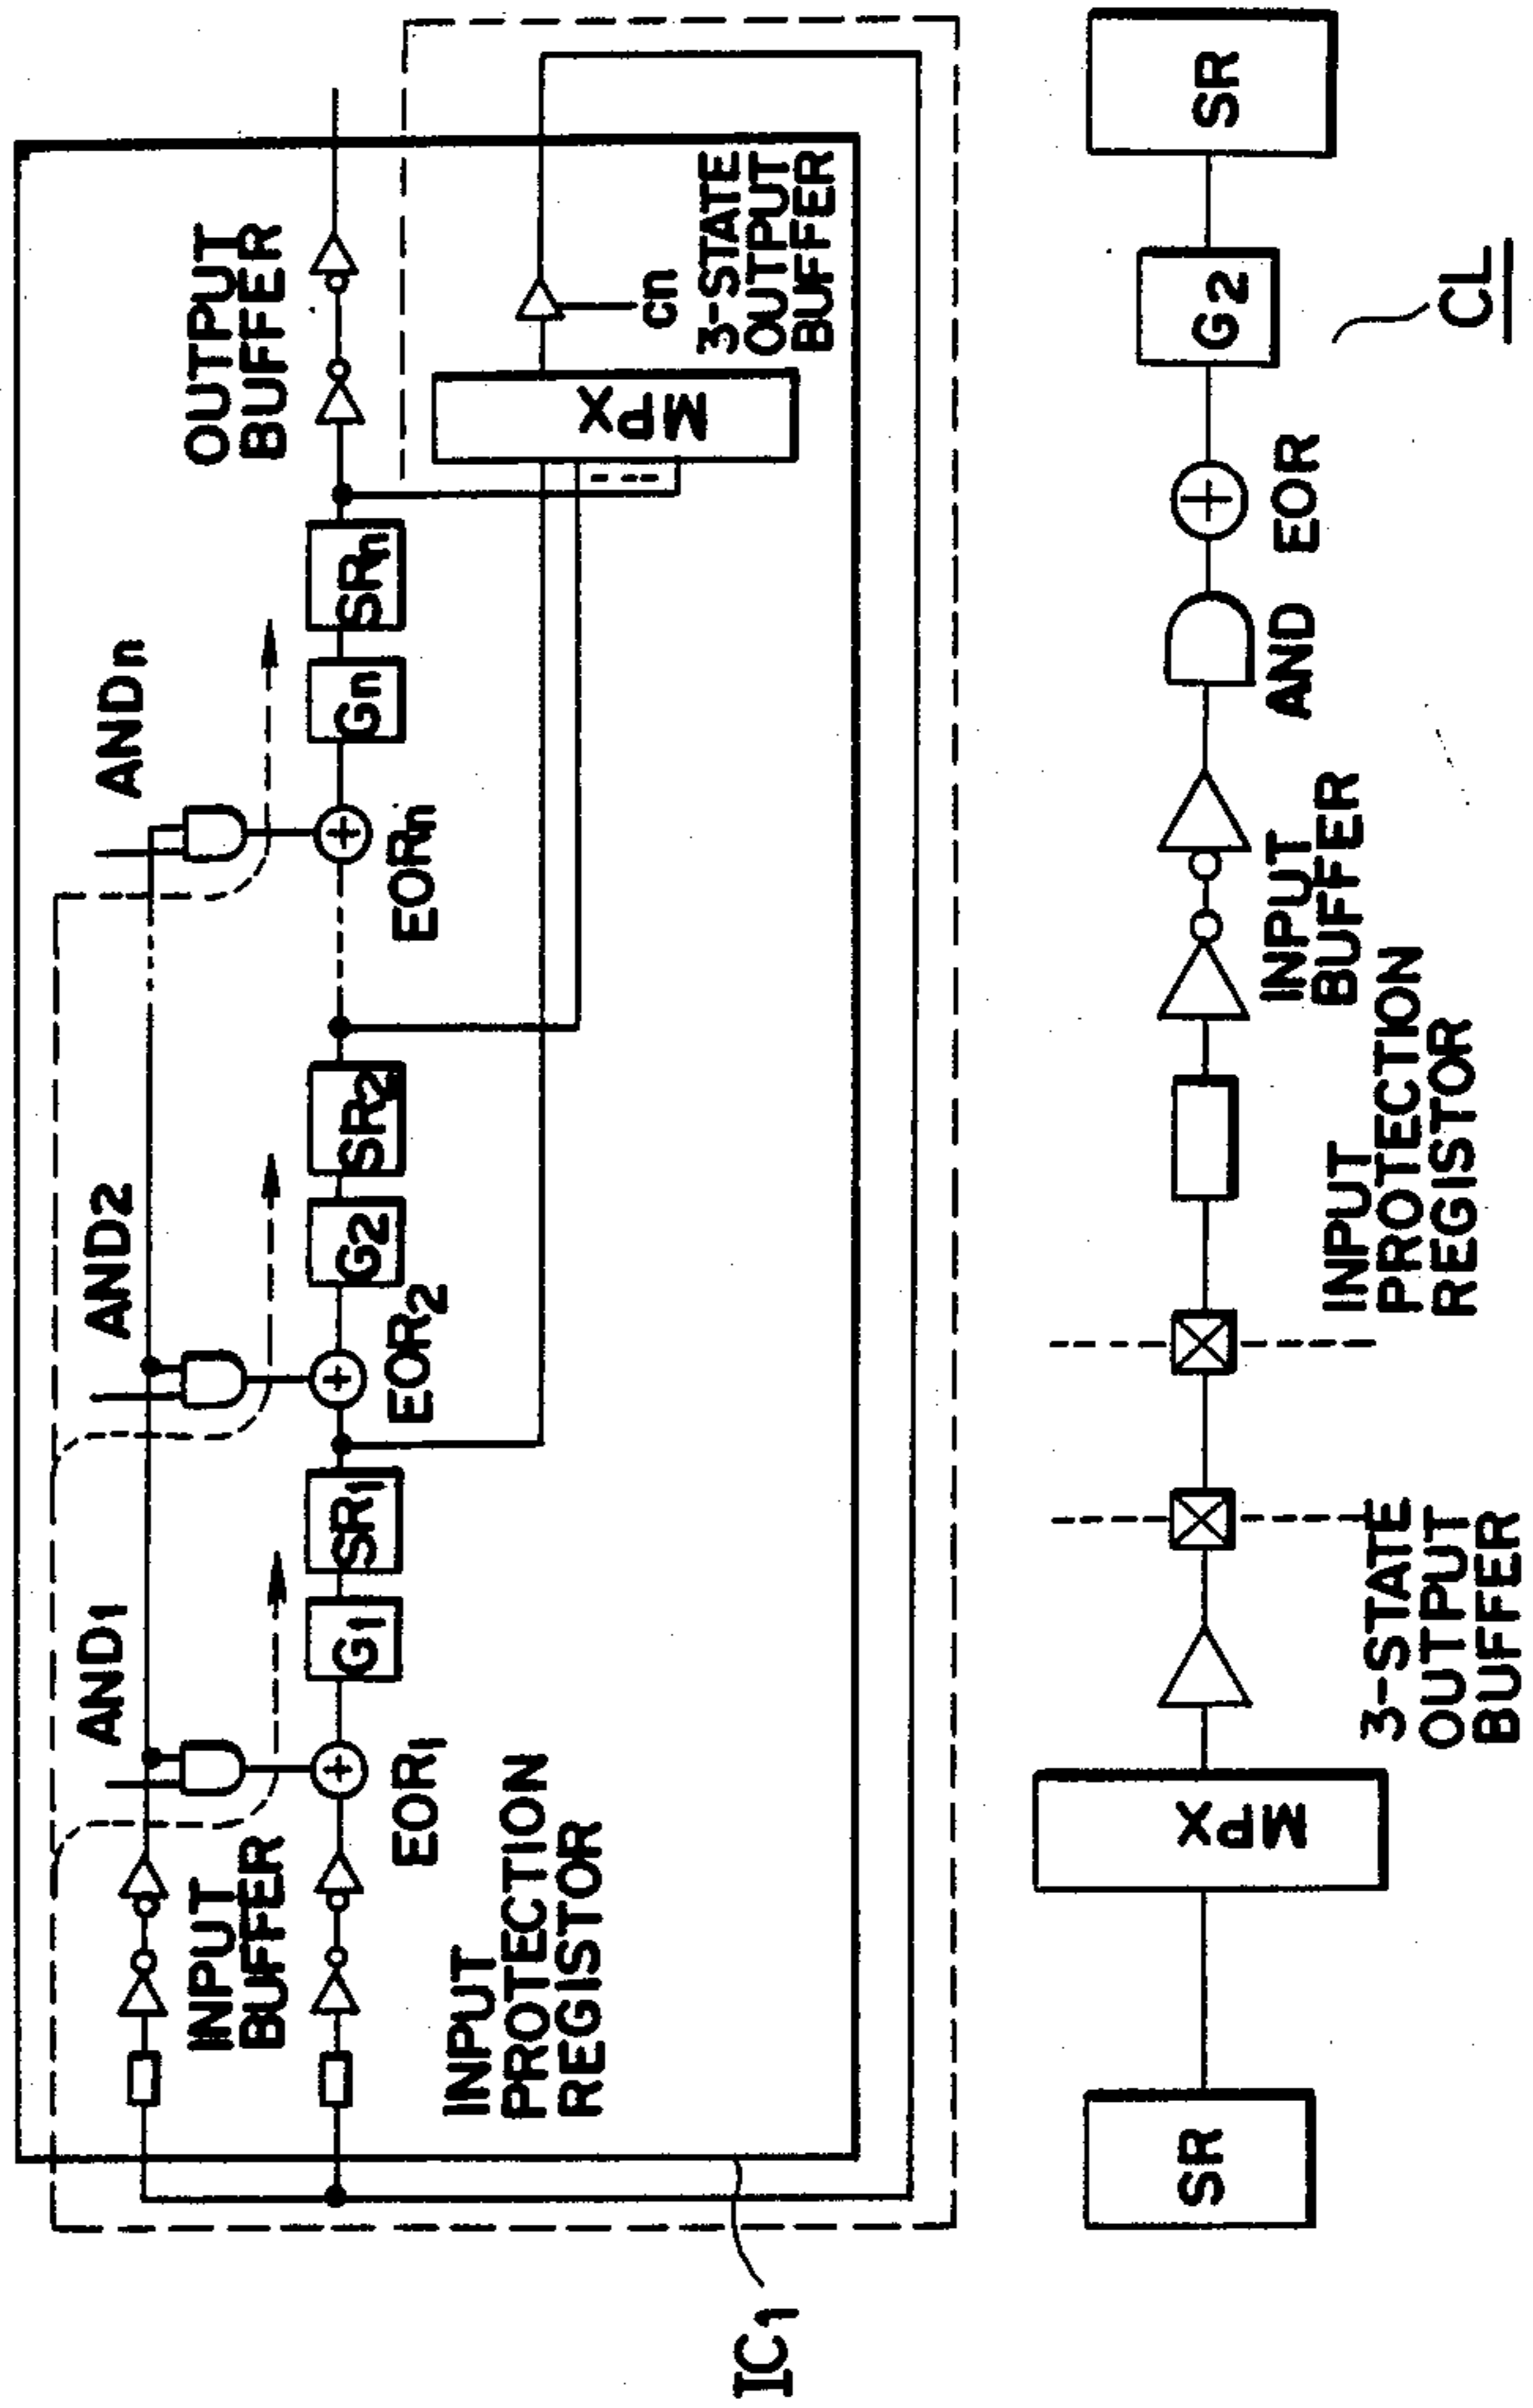 AND1
AND2
ANDn
INPUT
BUFFER
OUTPUT
BUFFER
EOR1
G1
SR1
EOR2
G2
SR2
EORn
Gn
SRn
INPUT
PROTECTION
REGISTOR
MPX
cn
3-STATE
OUTPUT
BUFFER
IC1
SR
MPX
3-STATE
OUTPUT
BUFFER
INPUT
PROTECTION
REGISTOR
INPUT
BUFFER
AND
EOR
G2
SR
CL